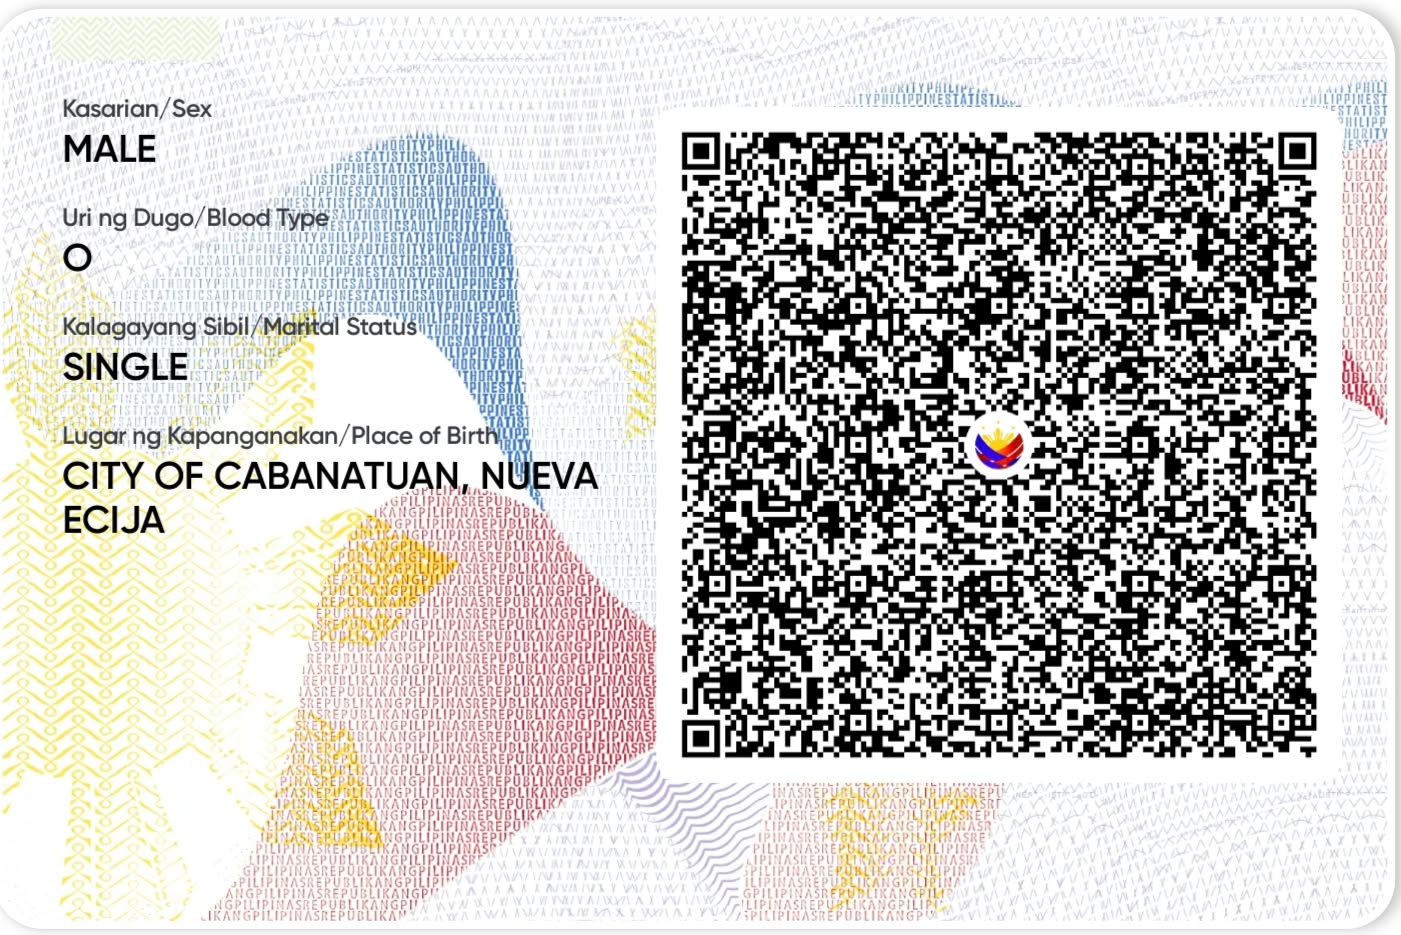 Kasarian/Sex
MALE
Uri ng Dugo/Blood Type
O
Kalagayang Sibil/Marital Status
SINGLE
Lugar ng Kapanganakan/Place of Birth
CITY OF CABANATUAN, NUEVA
ECIJA